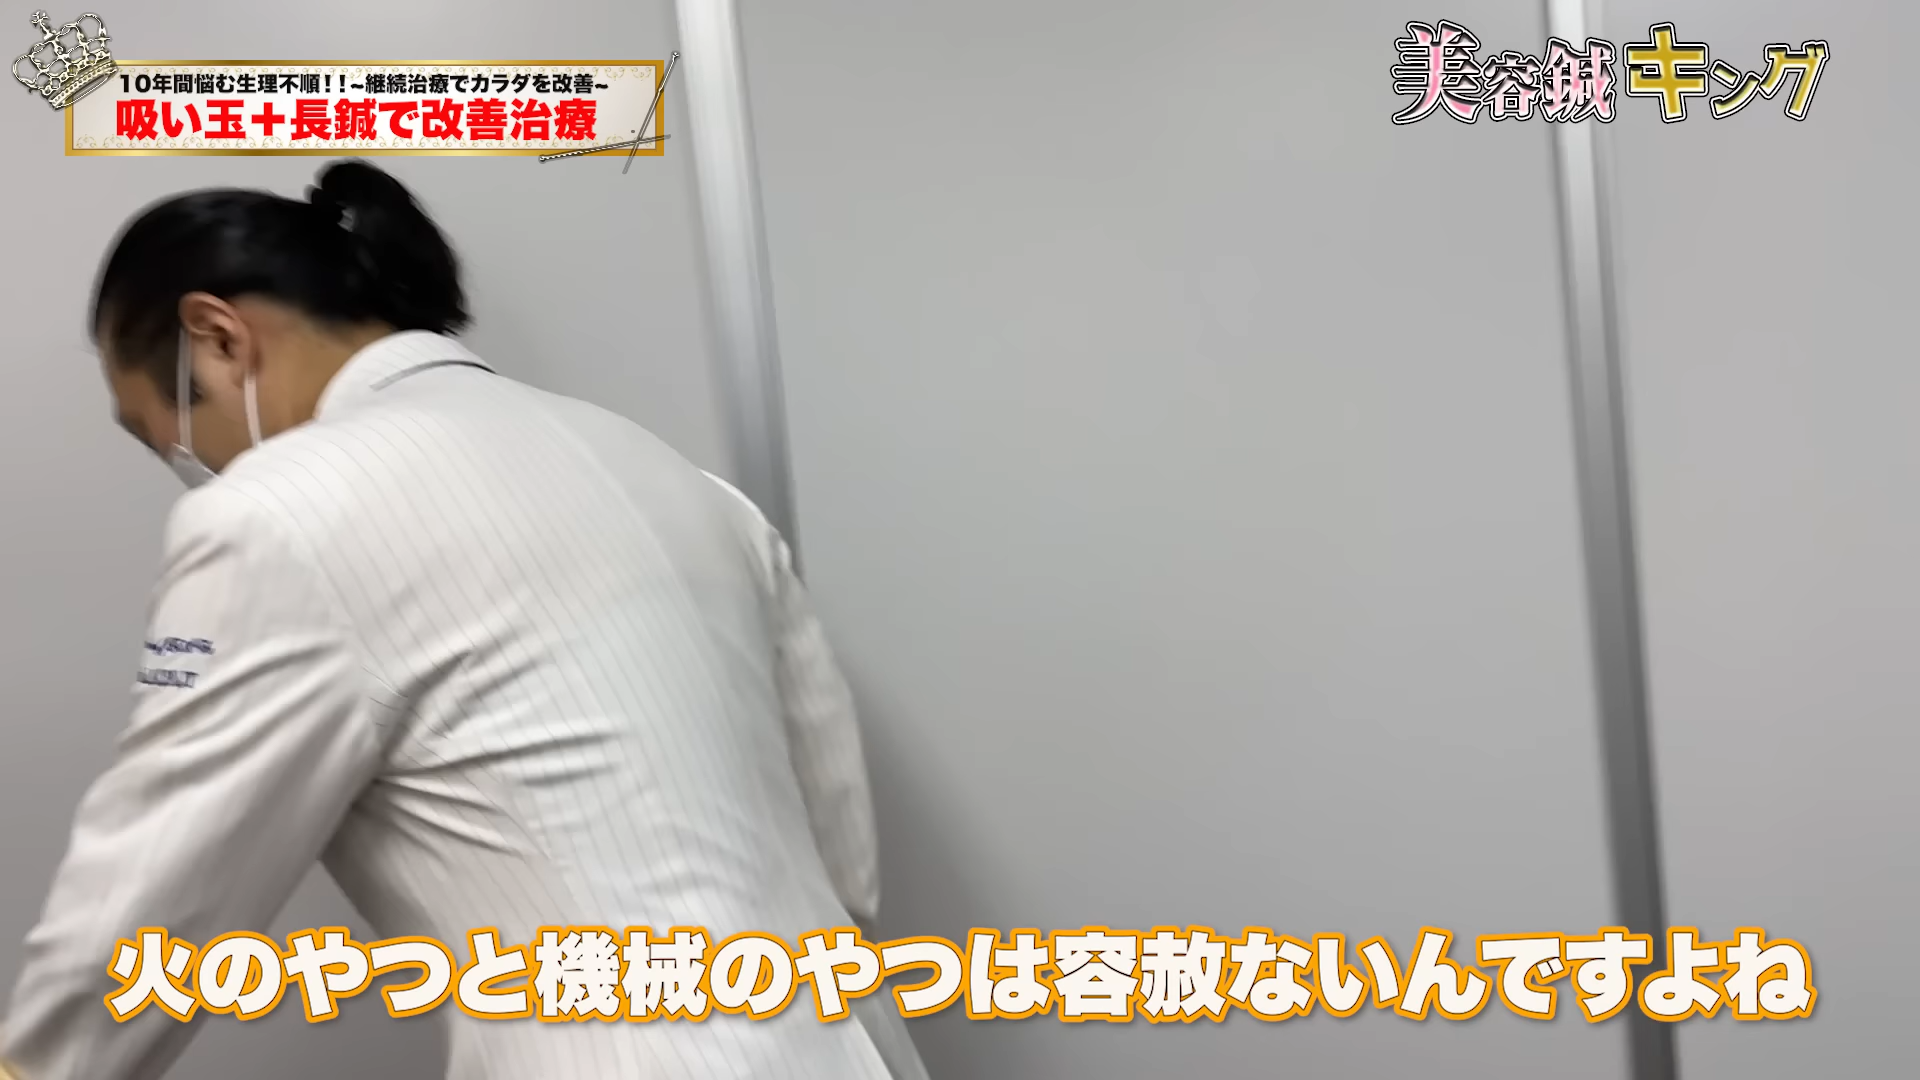 10年間悩む生理不順!!~継続治療でカラダを改善~
吸い玉+長鍼で改善治療
美容鍼キング
火のやつと機械のやつは容赦ないんですよね